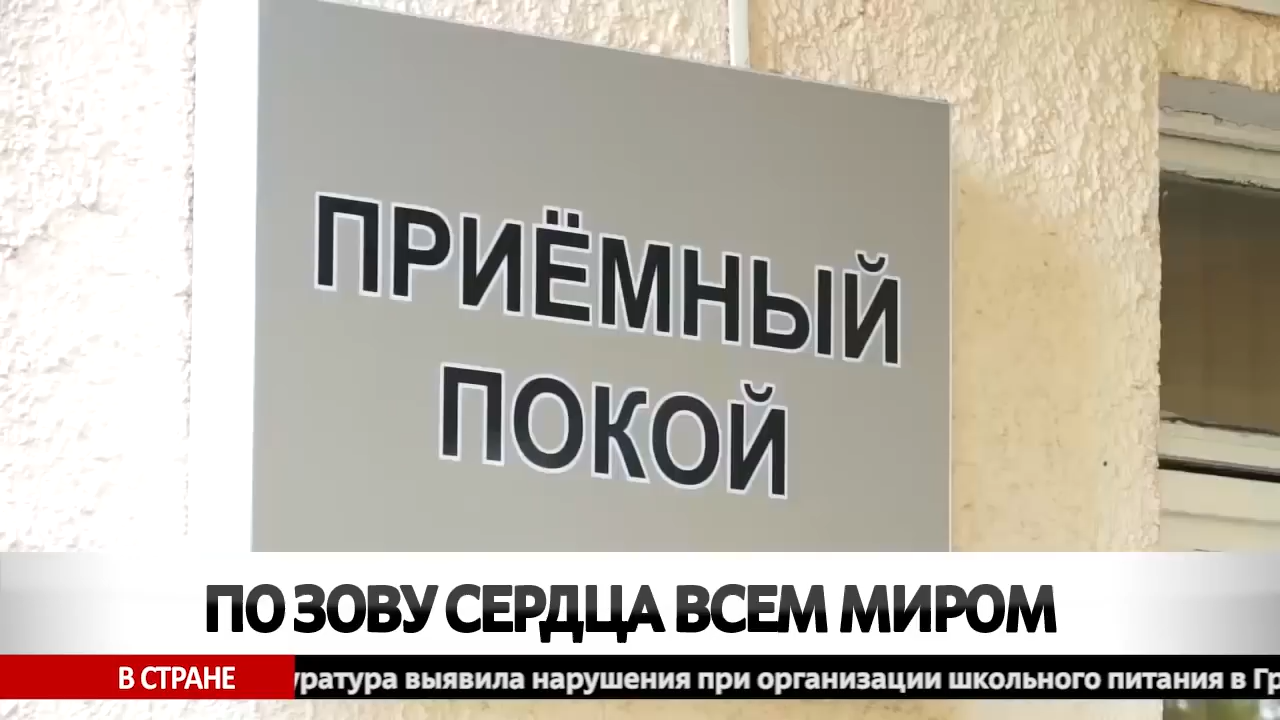 ПРИЁМНЫЙ
ПОКОЙ
ПО ЗОВУ СЕРДЦА ВСЕМ МИРОМ
В СТРАНЕ
выявила нарушения при организации школьного питания в